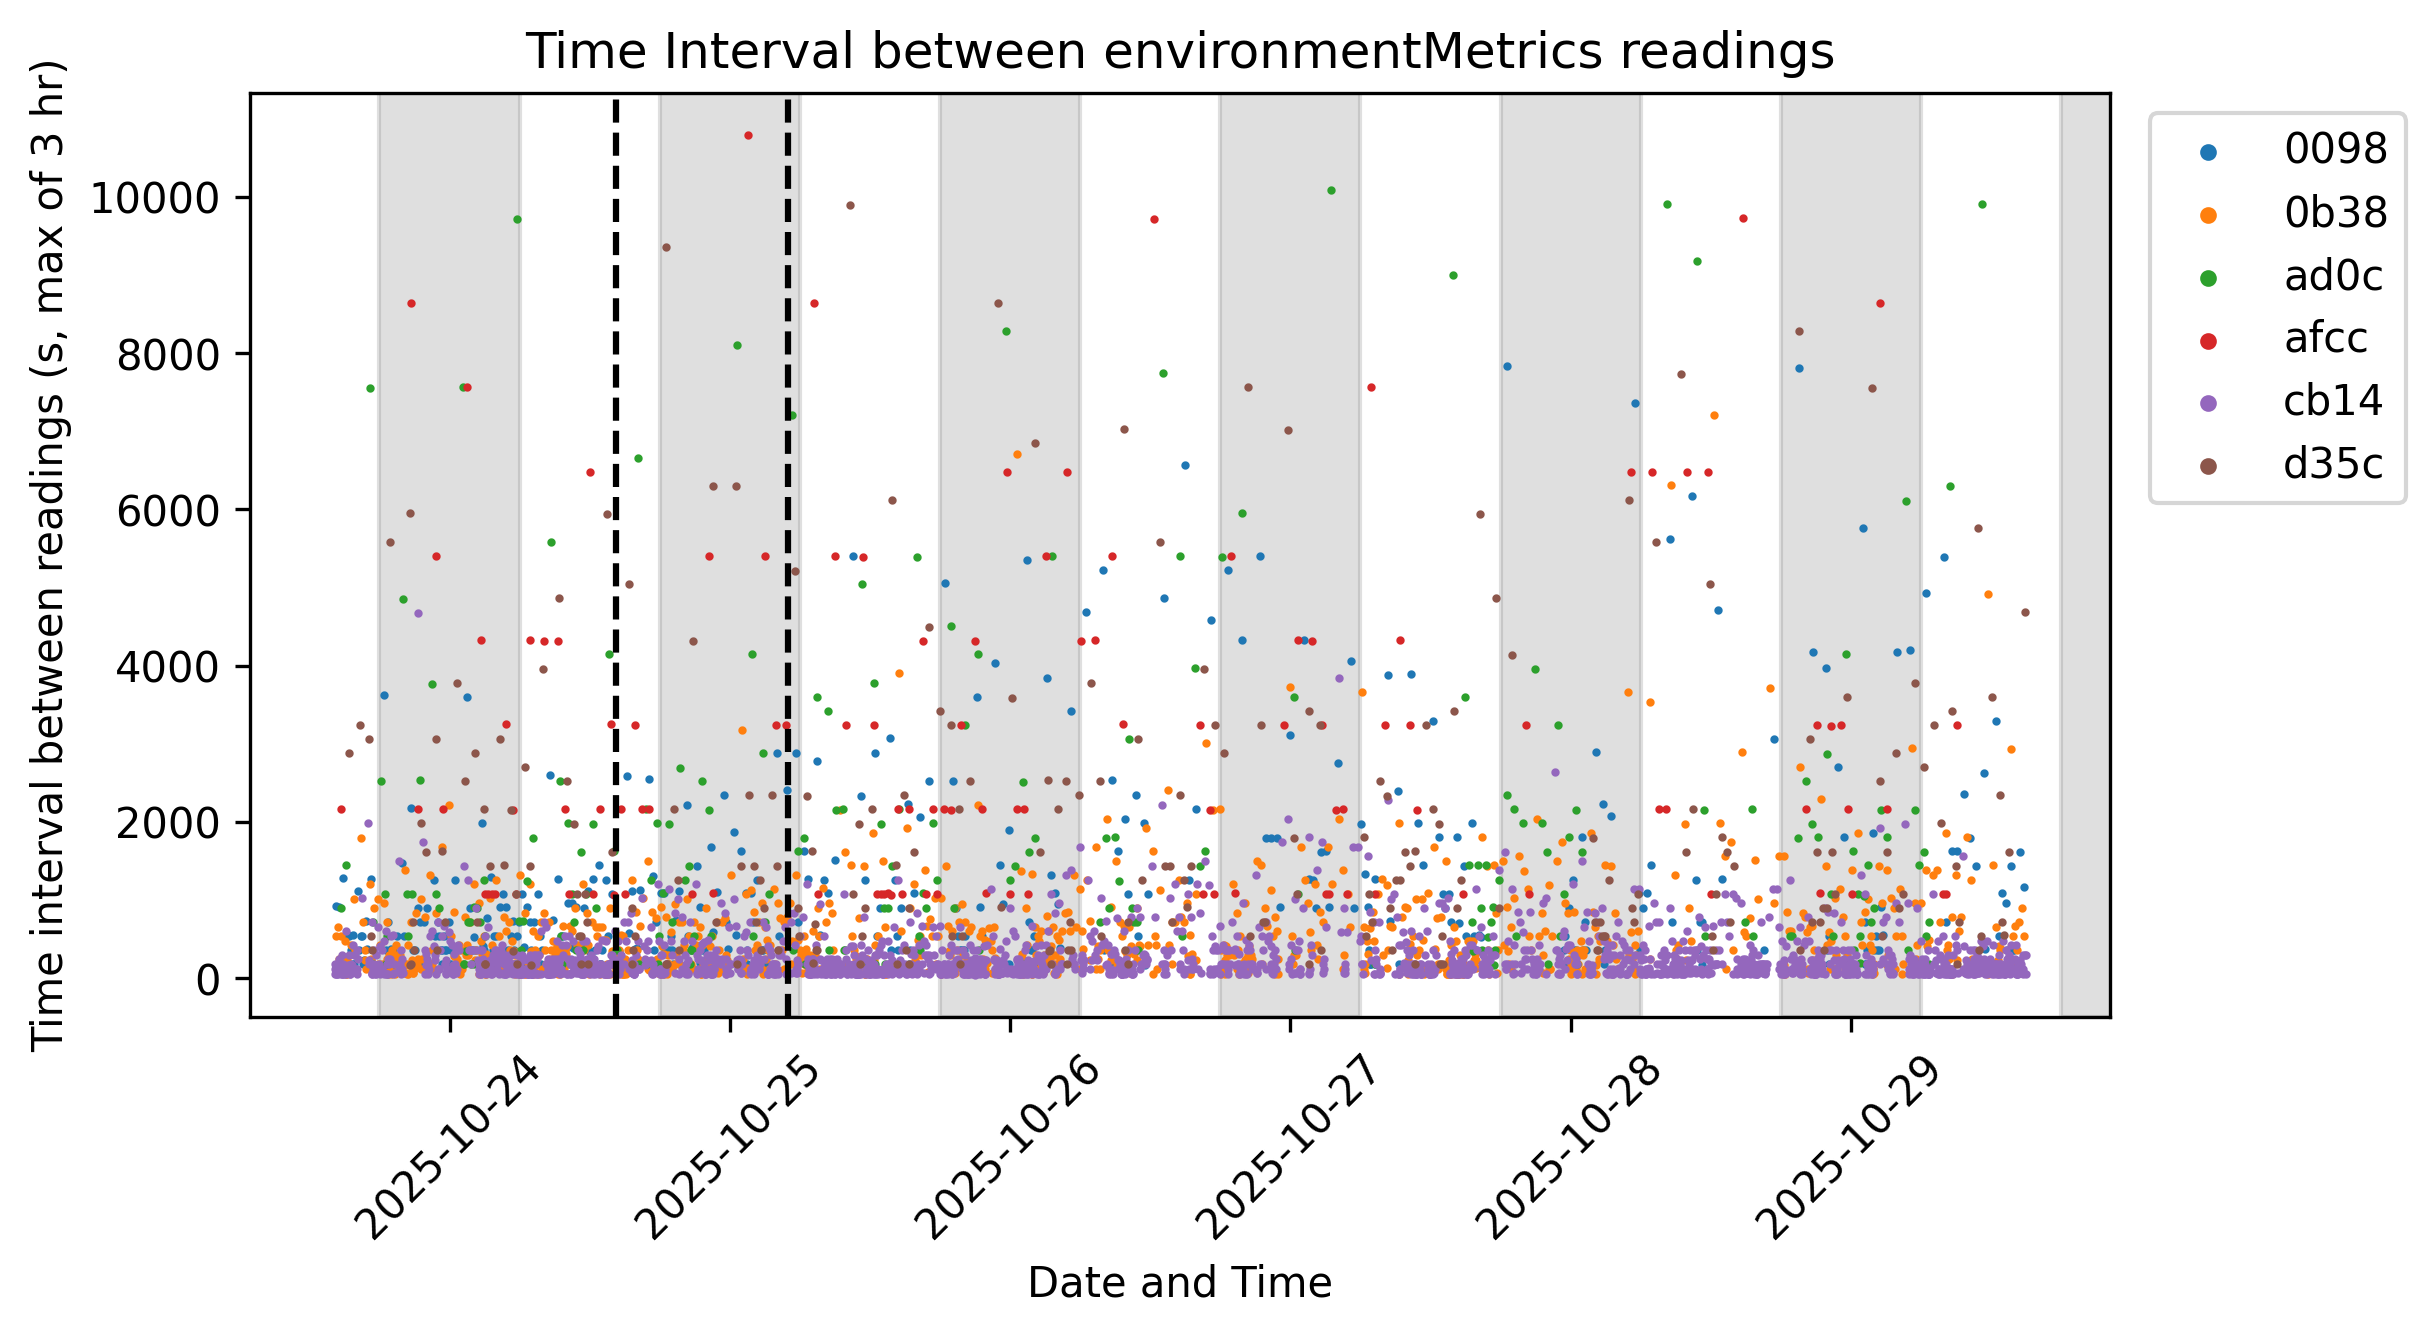 Time Interval between environmentMetrics readings
Time interval between readings (s, max of 3 hr)
10000
8000
6000
4000
2000
0
2025-10-24
2025-10-25
2025-10-26
2025-10-27
2025-10-28
2025-10-29
Date and Time
0098
0b38
ad0c
afcc
cb14
d35c